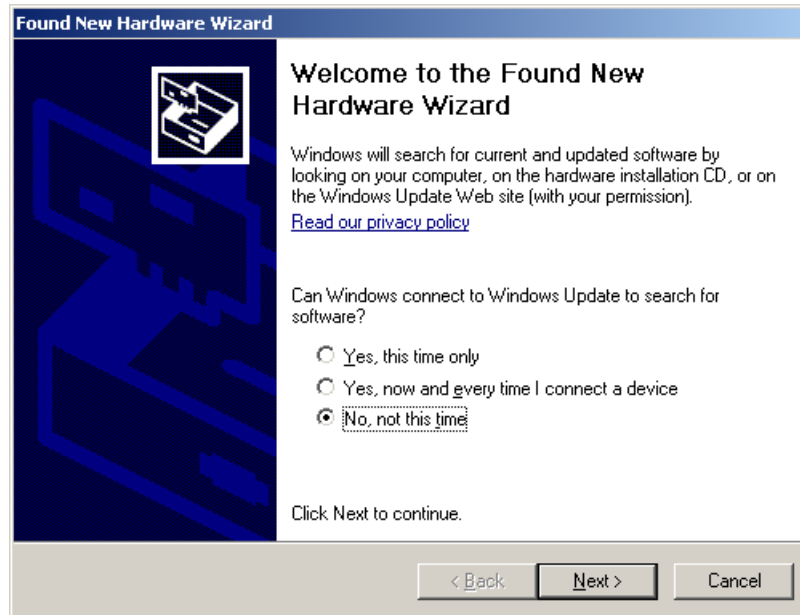 Found New Hardware Wizard
Welcome to the Found New
Hardware Wizard
Windows will search for current and updated software by
looking on your computer, on the hardware installation CD, or on
the Windows Update Web site (with your permission).
Read our privacy policy
Can Windows connect to Windows Update to search for
software?
Yes, this time only
Yes, now and every time I connect a device
No, not this time
Click Next to continue.
< Back
Next >
Cancel